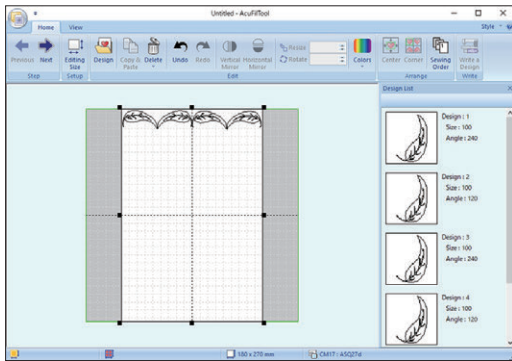 Untitled - AcuFilTool
Home View Style
Previous Next Editing Size Design Copy & Paste Delete Undo Redo Vertical Mirror Horizontal Mirror Resize Rotate Colors Center Corner Sewing Order Write a Design
Step Setup Edit Arrange Write
Design List X
Design : 1
Size : 100
Angle : 240
Design : 2
Size : 100
Angle : 120
Design : 3
Size : 100
Angle : 240
Design : 4
Size : 100
Angle : 120
180 x 270 mm CM17 : ASQ27d